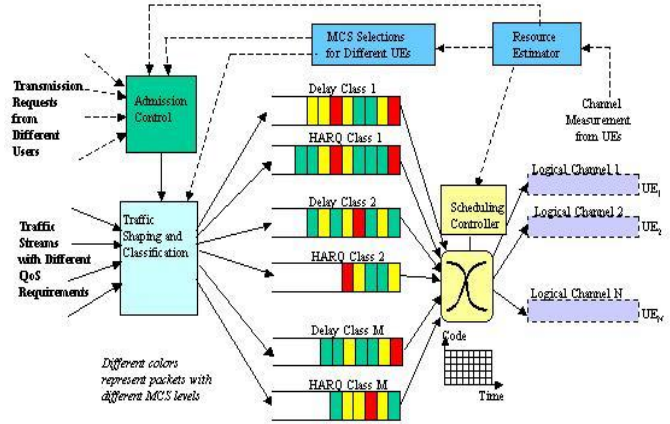 MCS Selections
for Different UEs
Resource
Estimator
Transmission
Requests
from
Different
Users
Admission
Control
Delay Class 1
HARQ Class 1
Channel
Measurement
from UEs
Logical Channel 1
UE1
Traffic
Shaping and
Classification
Delay Class 2
Scheduling
Controller
Logical Channel 2
UE2
Traffic
Streams
with Different
QoS
Requirements
HARQ Class 2
Logical Channel N
UEN
Delay Class M
Code
Time
HARQ Class M
Different colors
represent packets with
different MCS levels